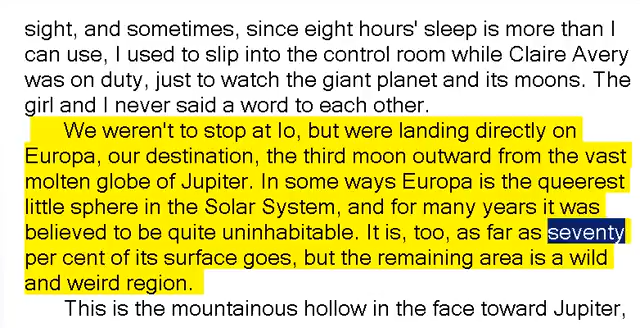 sight, and sometimes, since eight hours' sleep is more than I
can use, I used to slip into the control room while Claire Avery
was on duty, just to watch the giant planet and its moons. The
girl and I never said a word to each other.
We weren't to stop at Io, but were landing directly on
Europa, our destination, the third moon outward from the vast
molten globe of Jupiter. In some ways Europa is the queerest
little sphere in the Solar System, and for many years it was
believed to be quite uninhabitable. It is, too, as far as seventy
per cent of its surface goes, but the remaining area is a wild
and weird region.
This is the mountainous hollow in the face toward Jupiter,